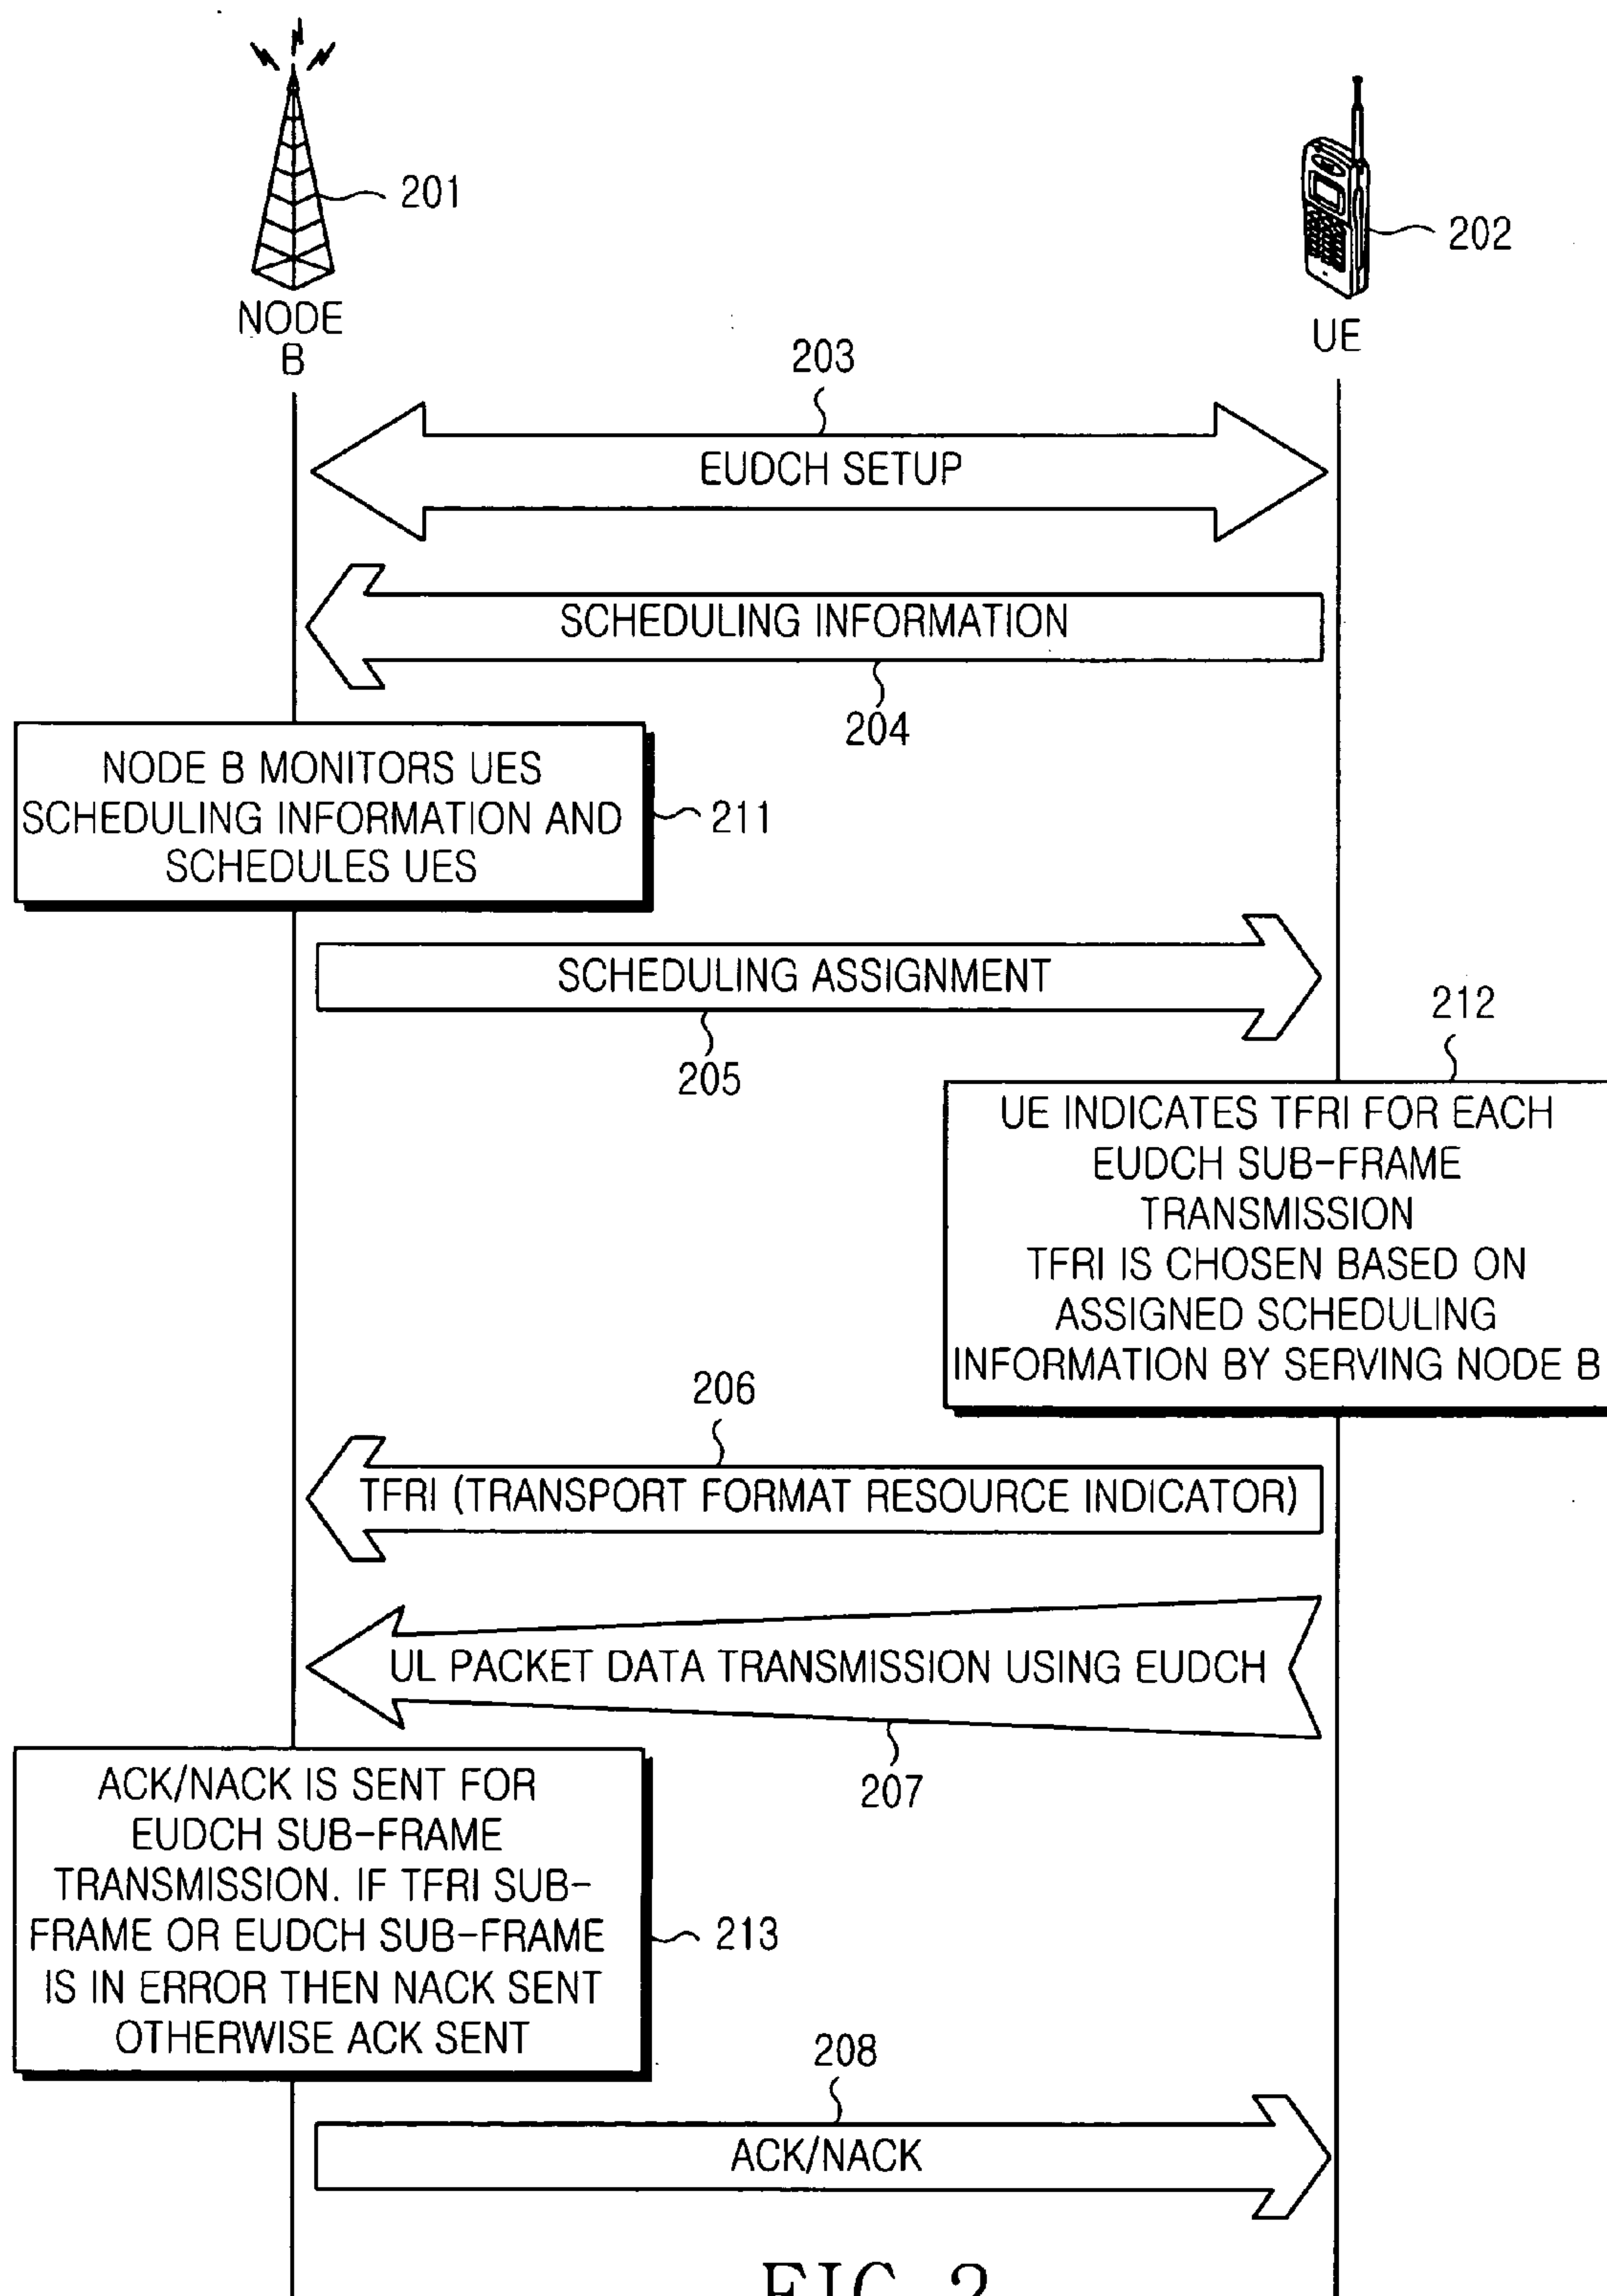 201
202
NODE
B
UE
203
EUDCH SETUP
SCHEDULING INFORMATION
204
NODE B MONITORS UES
SCHEDULING INFORMATION AND
SCHEDULES UES
211
SCHEDULING ASSIGNMENT
205
212
UE INDICATES TFRI FOR EACH
EUDCH SUB-FRAME
TRANSMISSION
TFRI IS CHOSEN BASED ON
ASSIGNED SCHEDULING
INFORMATION BY SERVING NODE B
206
TFRI (TRANSPORT FORMAT RESOURCE INDICATOR)
UL PACKET DATA TRANSMISSION USING EUDCH
207
ACK/NACK IS SENT FOR
EUDCH SUB-FRAME
TRANSMISSION. IF TFRI SUB-
FRAME OR EUDCH SUB-FRAME
IS IN ERROR THEN NACK SENT
OTHERWISE ACK SENT
213
208
ACK/NACK
FIG. 2